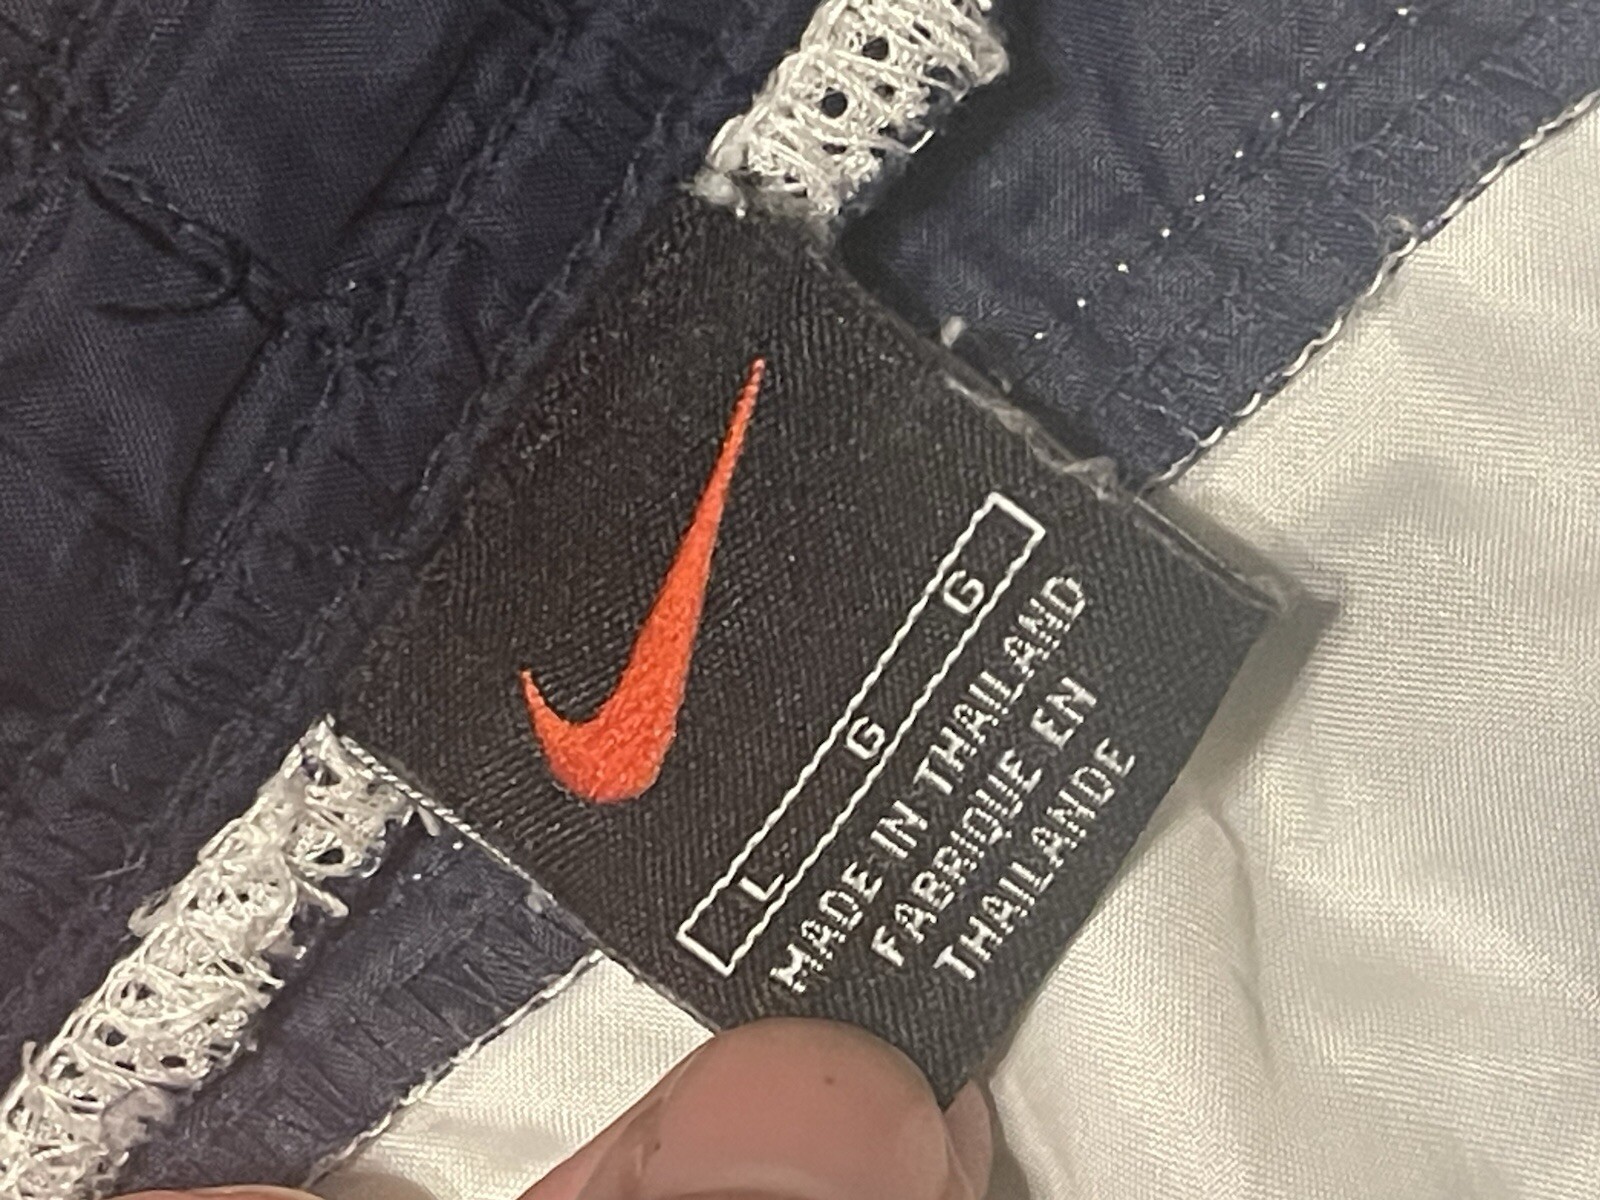 L G G
MADE IN THAILAND
FABRIQUE EN
THAILANDE